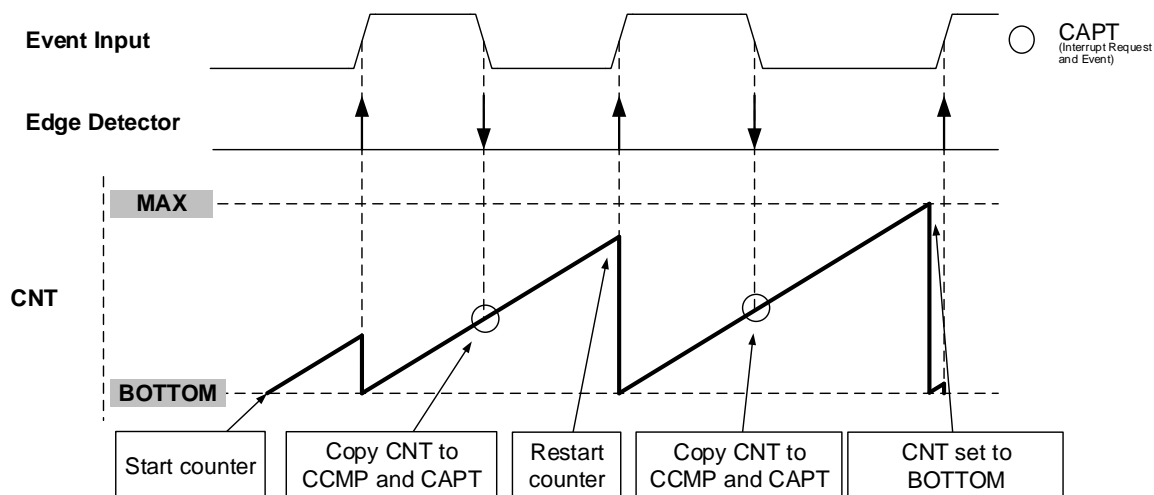 Event Input
CAPT
(Interrupt Request
and Event)
Edge Detector
MAX
CNT
BOTTOM
Start counter
Copy CNT to
CCMP and CAPT
Restart
counter
Copy CNT to
CCMP and CAPT
CNT set to
BOTTOM